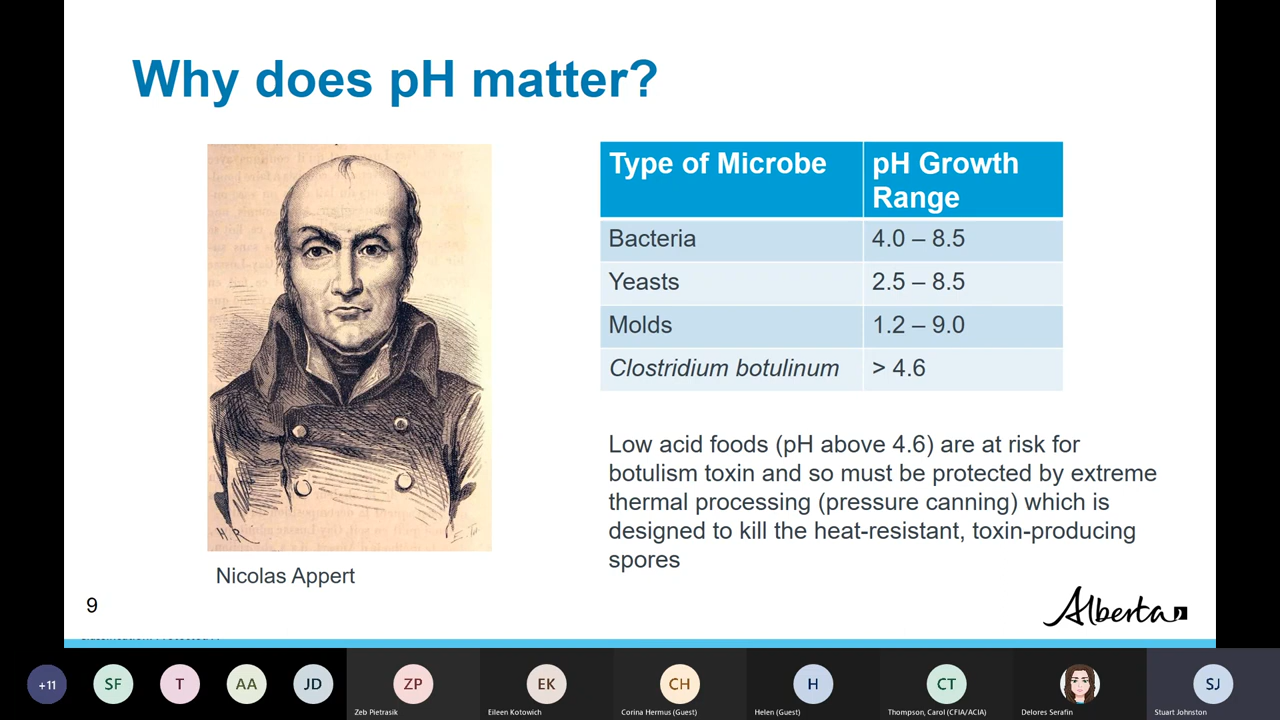 Why does pH matter?
Type of Microbe pH Growth
Range
Bacteria 4.0 – 8.5
Yeasts 2.5 – 8.5
Molds 1.2 – 9.0
Clostridium botulinum > 4.6
Low acid foods (pH above 4.6) are at risk for
botulism toxin and so must be protected by extreme
thermal processing (pressure canning) which is
designed to kill the heat-resistant, toxin-producing
spores
H.R
Nicolas Appert
9
Alberta
+11 SF T AA JD ZP EK CH H CT SJ
Zeb Pietrasik Eileen Kotowich Corina Hermus (Guest) Helen (Guest) Thompson, Carol (CFIA/ACIA) Delores Serafin Stuart Johnston